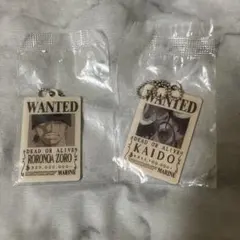 WANTED
DEAD OR ALIVE
RORONOA ZORO
MARINE
WANTED
DEAD OR ALIVE
KAIDO
MARINE